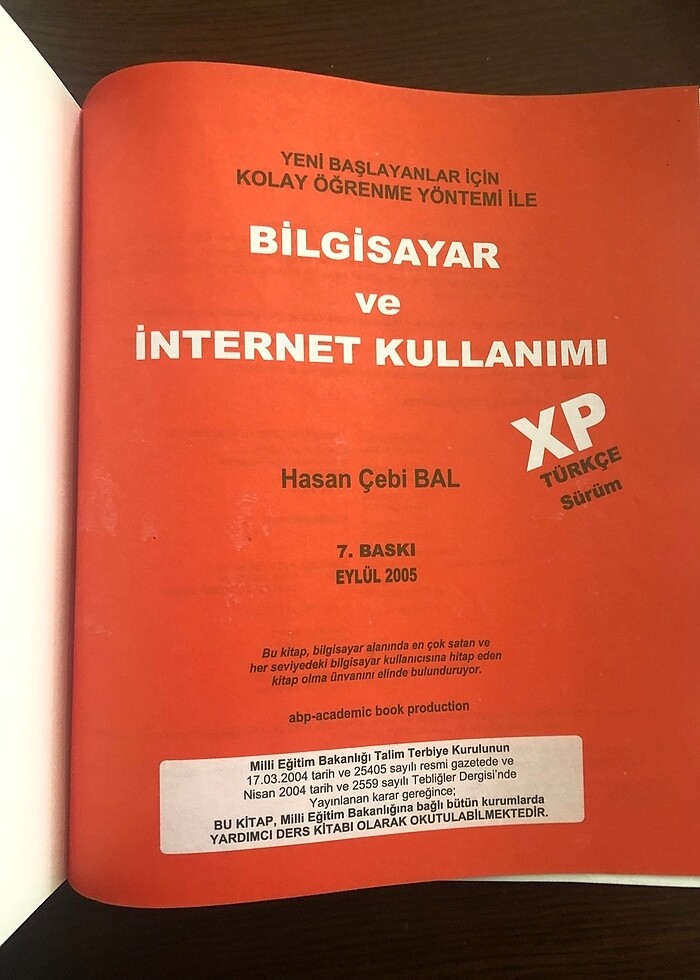 YENİ BAŞLAYANLAR İÇİN
KOLAY ÖĞRENME YÖNTEMİ İLE
BİLGİSAYAR
ve
İNTERNET KULLANIMI
XP
TÜRKÇE
Sürüm
Hasan Çebi BAL
7. BASKI
EYLÜL 2005
Bu kitap, bilgisayar alanında en çok satan ve
her seviyedeki bilgisayar kullanıcısına hitap eden
kitap olma ünvanını elinde bulunduruyor.
abp-academic book production
Milli Eğitim Bakanlığı Talim Terbiye Kurulunun
17.03.2004 tarih ve 25405 sayılı resmi gazetede ve
Nisan 2004 tarih ve 2559 sayılı Tebliğler Dergisi'nde
Yayınlanan karar gereğince;
BU KİTAP, Milli Eğitim Bakanlığına bağlı bütün kurumlarda
YARDIMCI DERS KİTABI OLARAK OKUTULABİLMEKTEDİR.